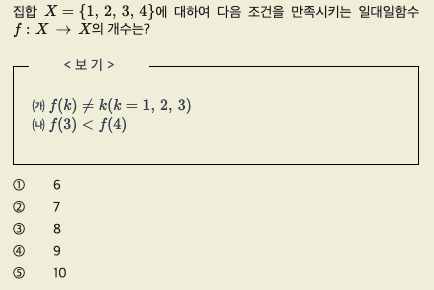 집합 X = {1, 2, 3, 4}에 대하여 다음 조건을 만족시키는 일대일함수
f : X → X의 개수는?
< 보 기 >
㈎ f(k) ≠ k(k = 1, 2, 3)
㈏ f(3) < f(4)
① 6
② 7
③ 8
④ 9
⑤ 10